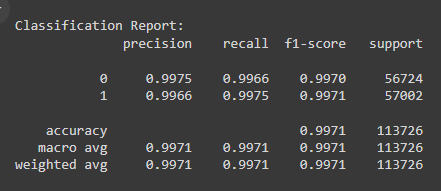 Classification Report:
precision recall f1-score support
0 0.9975 0.9966 0.9970 56724
1 0.9966 0.9975 0.9971 57002
accuracy 0.9971 113726
macro avg 0.9971 0.9971 0.9971 113726
weighted avg 0.9971 0.9971 0.9971 113726